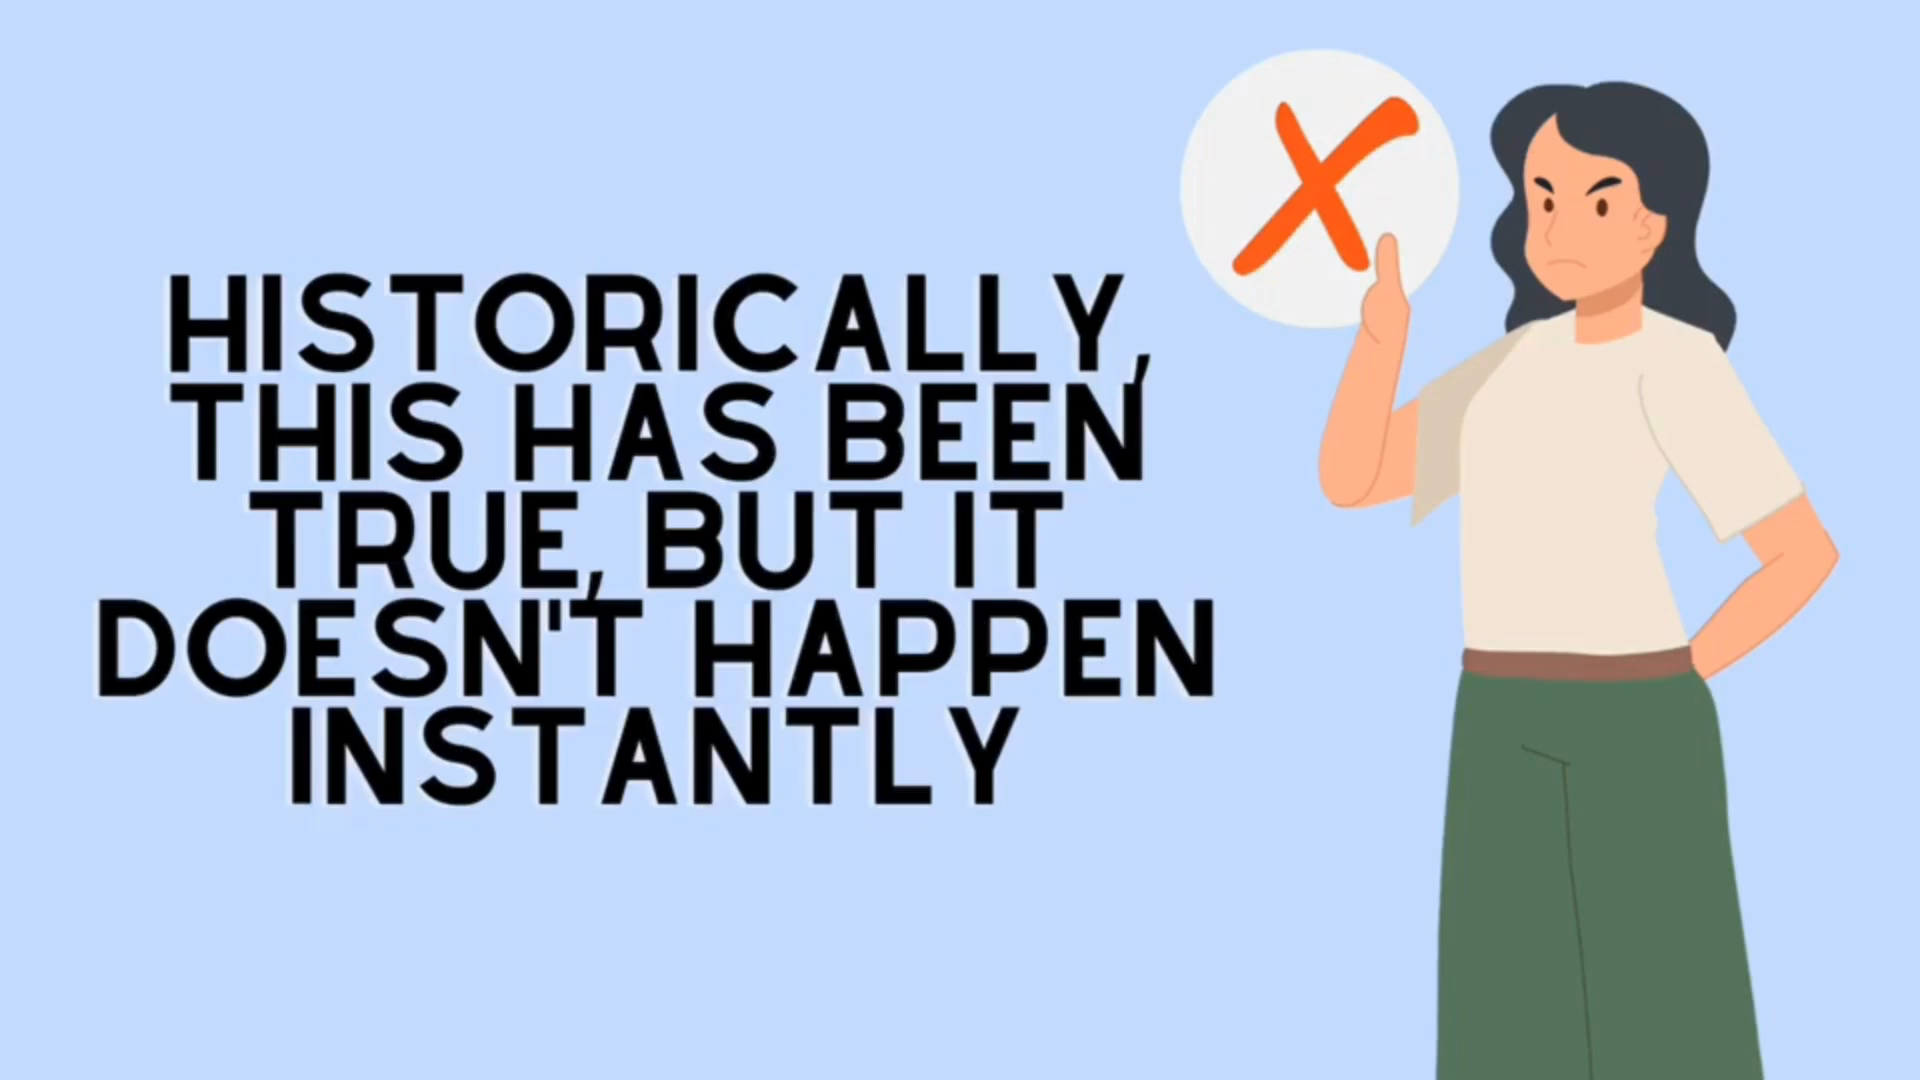 HISTORICALLY,
THIS HAS BEEN
TRUE, BUT IT
DOESN'T HAPPEN
INSTANTLY